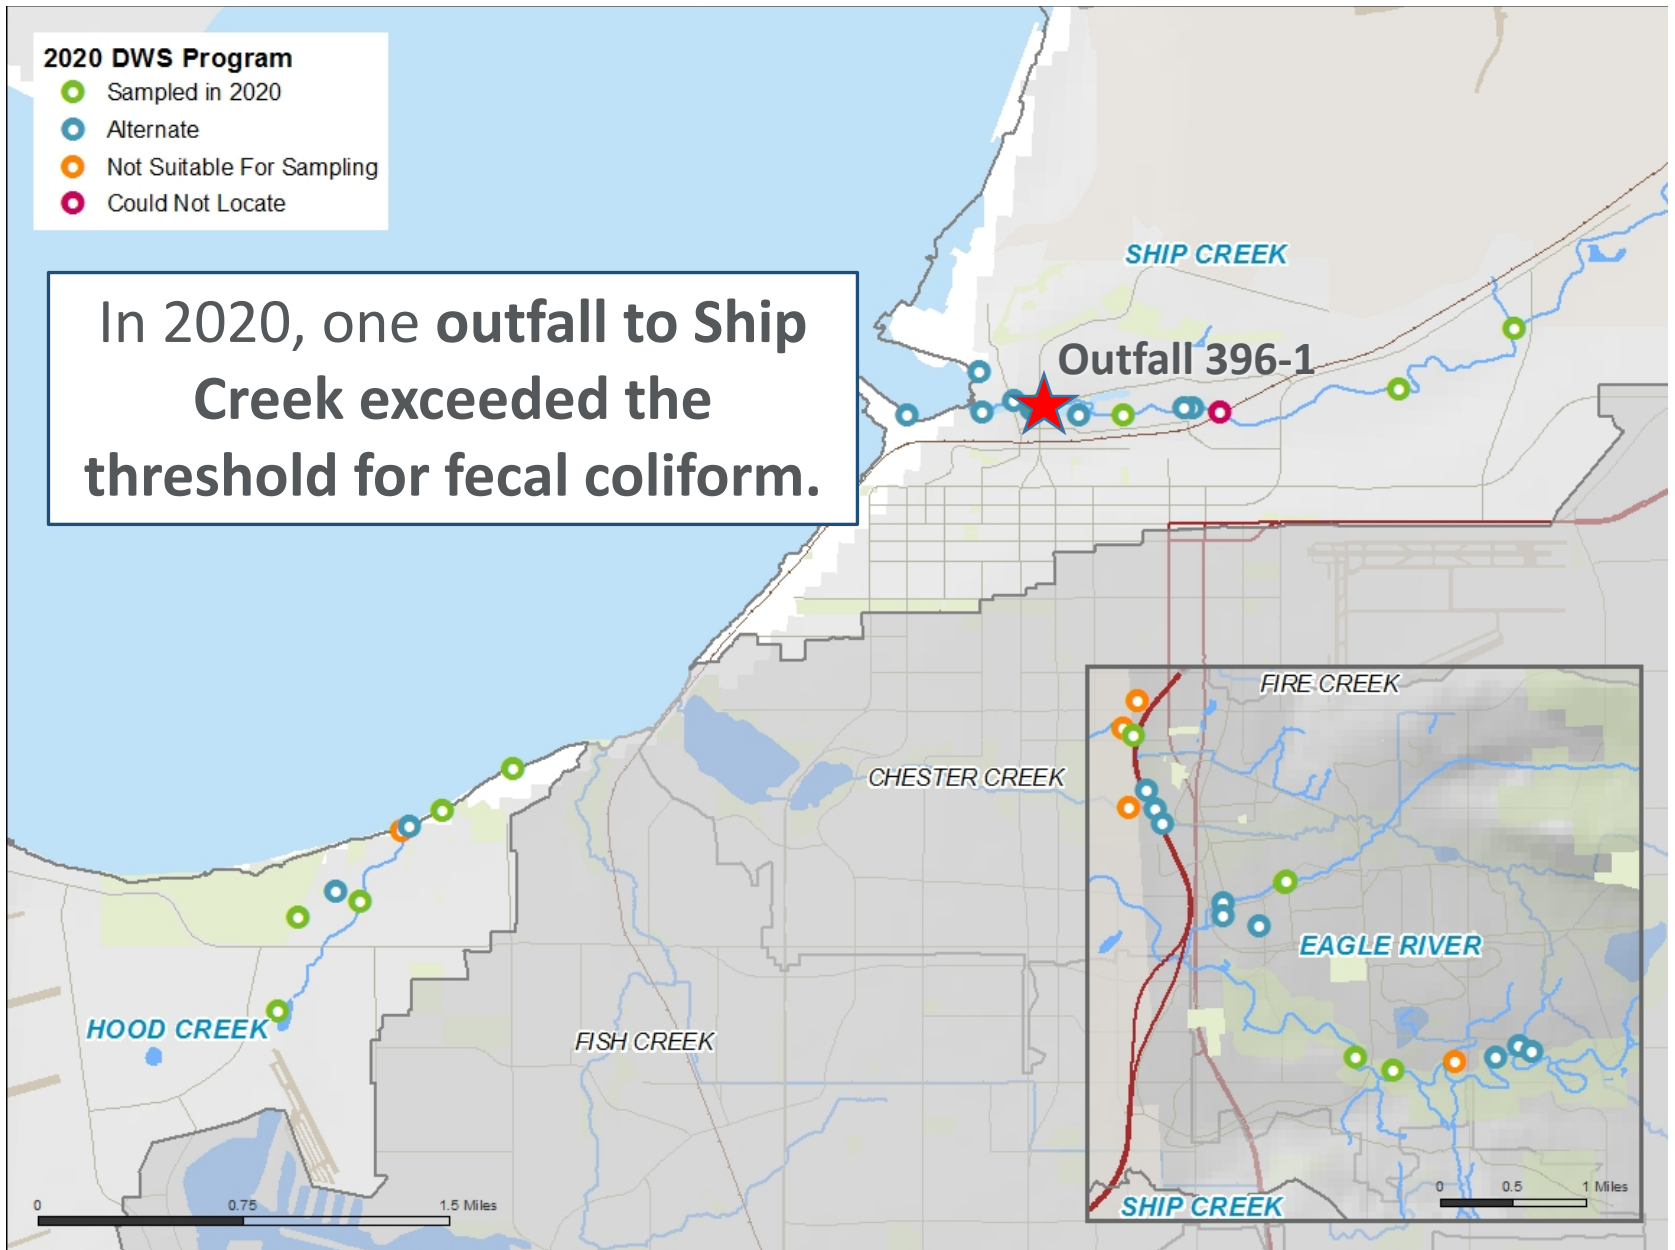 2020 DWS Program
Sampled in 2020
Alternate
Not Suitable For Sampling
Could Not Locate
In 2020, one outfall to Ship
Creek exceeded the
threshold for fecal coliform.
SHIP CREEK
Outfall 396-1
CHESTER CREEK
HOOD CREEK
FISH CREEK
0 0.75 1.5 Miles
FIRE CREEK
EAGLE RIVER
SHIP CREEK
0 0.5 1 Miles